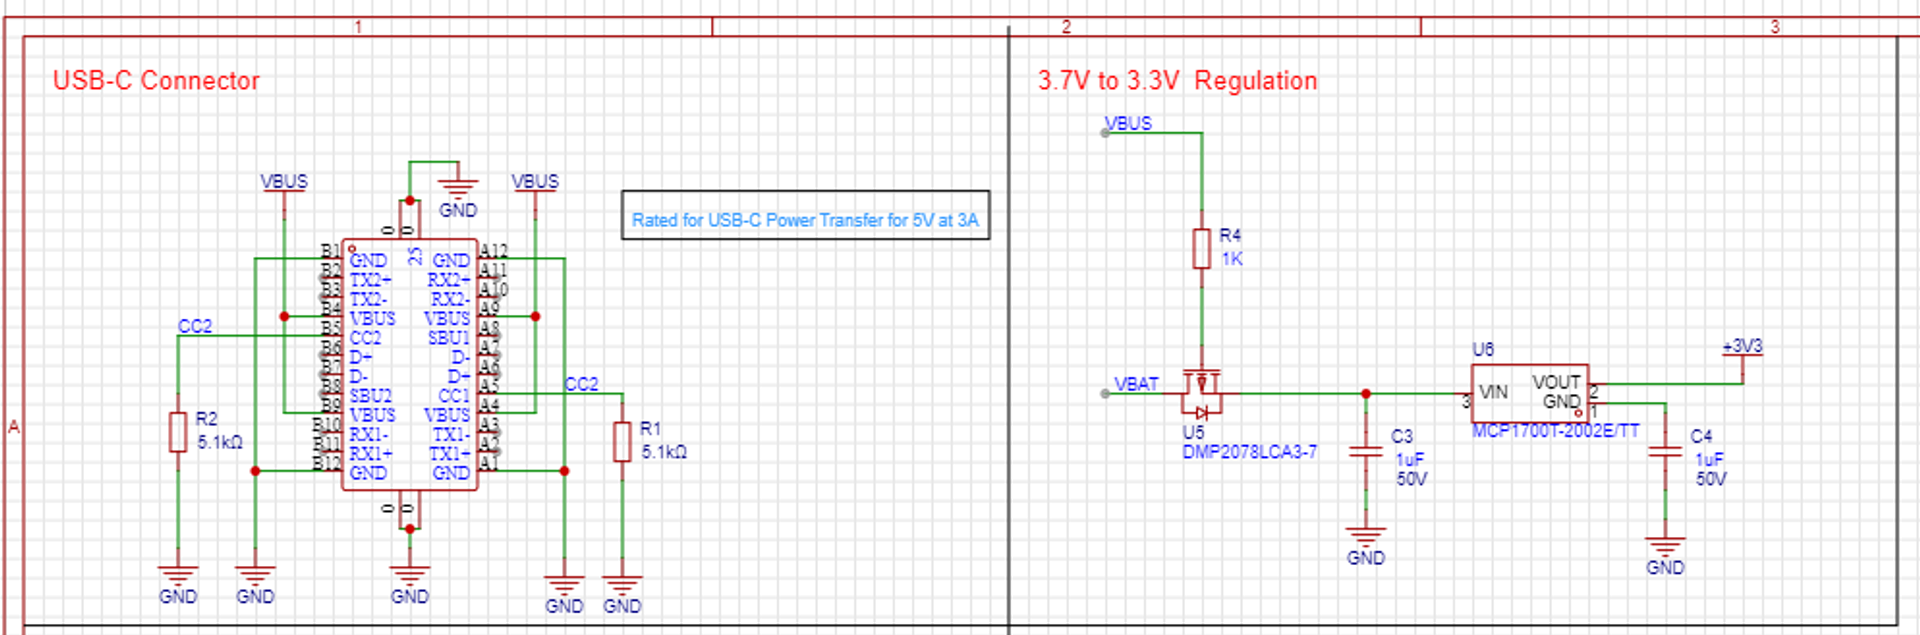 1
2
3
USB-C Connector
3.7V to 3.3V Regulation
VBUS
VBUS
VBUS
GND
Rated for USB-C Power Transfer for 5V at 3A
0
0
B1
GND
25
GND
A12
B2
TX2+
RX2+
A11
B3
TX2-
RX2-
A10
B4
VBUS
VBUS
A9
CC2
B5
CC2
SBU1
A8
B6
D+
D-
A7
B7
D-
D+
A6
B8
SBU2
CC1
A5
CC2
B9
VBUS
VBUS
A4
B10
RX1-
TX1-
A3
B11
RX1+
TX1+
A2
B12
GND
GND
A1
0
0
R2
5.1kΩ
R1
5.1kΩ
GND
GND
GND
GND
GND
R4
1K
VBAT
U5
DMP2078LCA3-7
U6
VIN
3
VOUT
2
GND
1
MCP1700T-2002E/TT
+3V3
C3
1uF
50V
C4
1uF
50V
GND
GND
A